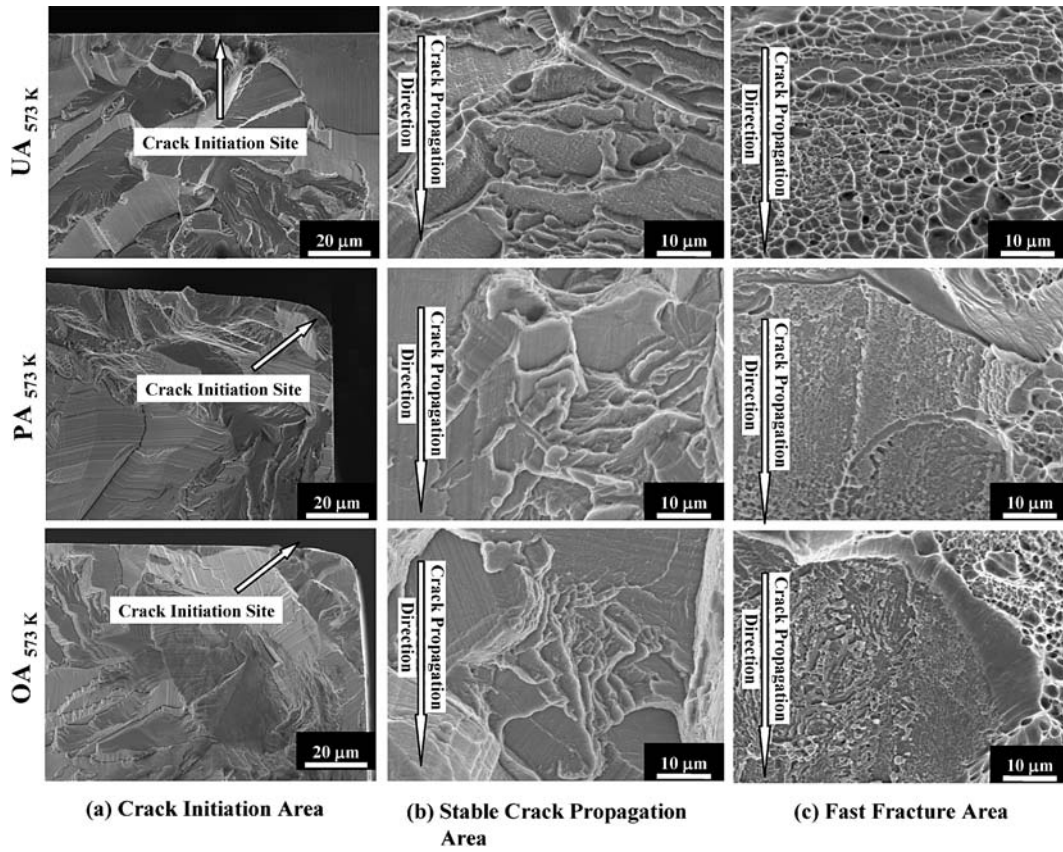 UA 573 K
Crack Initiation Site
20 μm
Crack Propagation
Direction
10 μm
Crack Propagation
Direction
10 μm
PA 573 K
Crack Initiation Site
20 μm
Crack Propagation
Direction
10 μm
Crack Propagation
Direction
10 μm
OA 573 K
Crack Initiation Site
20 μm
Crack Propagation
Direction
10 μm
Crack Propagation
Direction
10 μm
(a) Crack Initiation Area
(b) Stable Crack Propagation
Area
(c) Fast Fracture Area